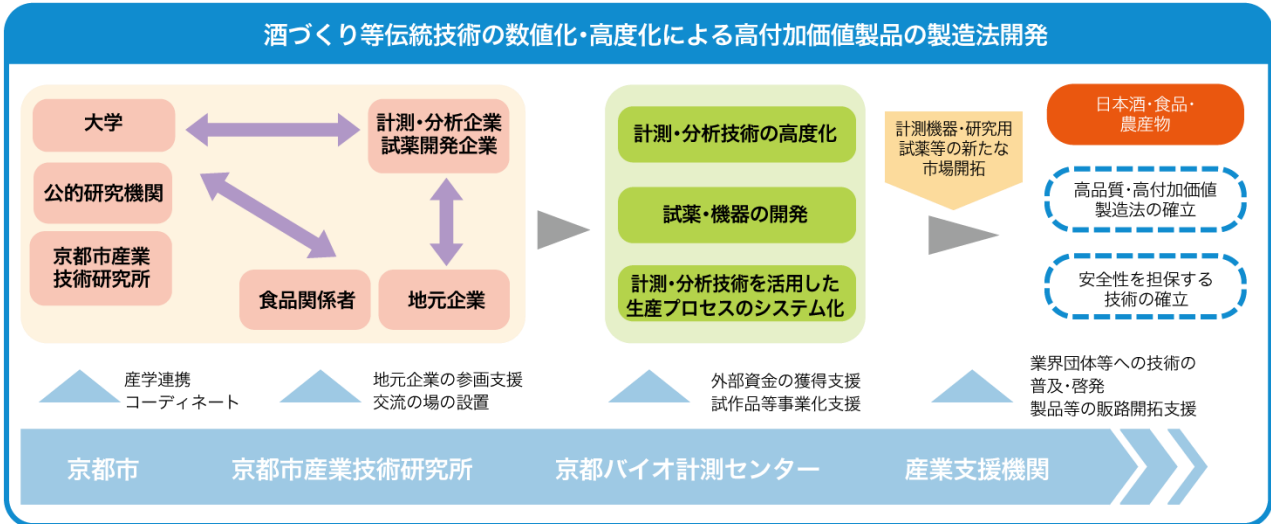 酒づくり等伝統技術の数値化・高度化による高付加価値製品の製造法開発
大学
公的研究機関
京都市産業
技術研究所
計測・分析企業
試薬開発企業
食品関係者
地元企業
計測・分析技術の高度化
試薬・機器の開発
計測・分析技術を活用した
生産プロセスのシステム化
計測機器・研究用
試薬等の新たな
市場開拓
日本酒・食品・
農産物
高品質・高付加価値
製造法の確立
安全性を担保する
技術の確立
産学連携
コーディネート
地元企業の参画支援
交流の場の設置
外部資金の獲得支援
試作品等事業化支援
業界団体等への技術の
普及・啓発
製品等の販路開拓支援
京都市
京都市産業技術研究所
京都バイオ計測センター
産業支援機関